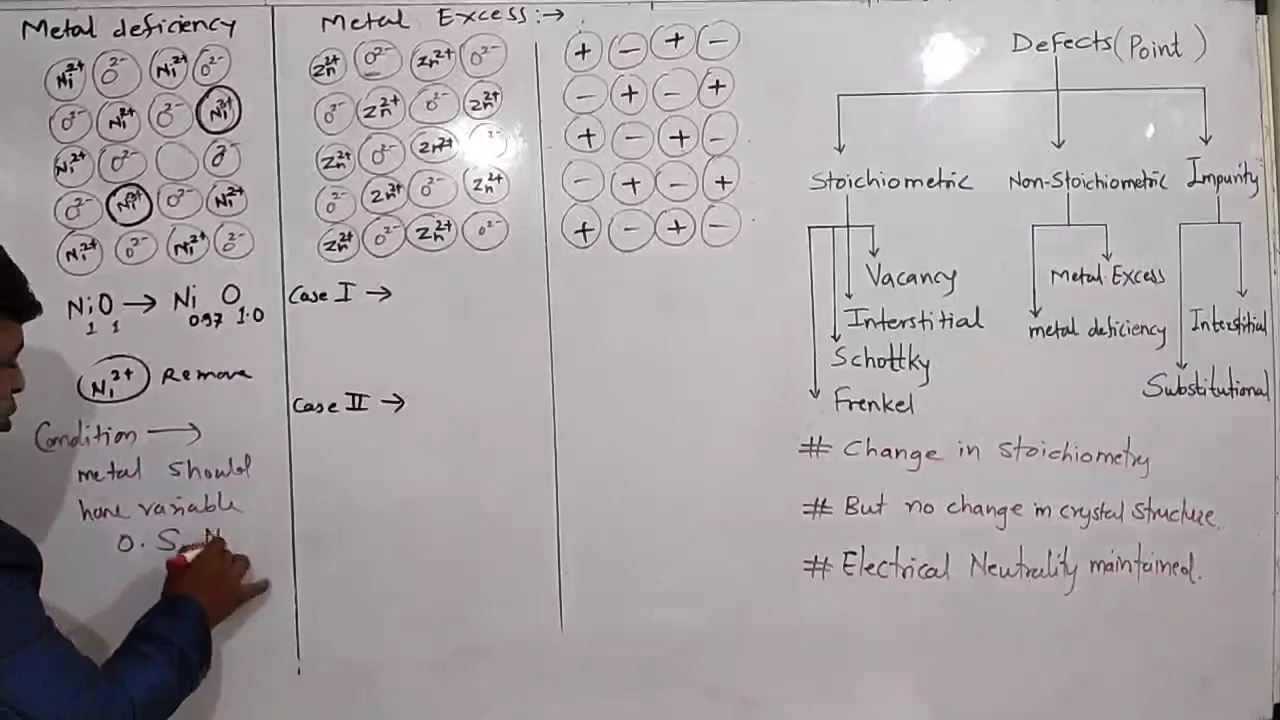 Metal deficiency
Ni2+ O2- Ni2+ O2-
O2- Ni2+ O2- Ni3+
Ni2+ O2- O2-
O2- Ni3+ O2- Ni2+
Ni2+ O2- Ni2+ O2-
NiO → Ni O
1 1 0.97 1.0
Ni2+ Remove
Condition →
metal should
have variable
O.S.
Metal Excess :→
Zn2+ O2- Zn2+ O2-
O2- Zn2+ O2- Zn2+
Zn2+ O2- Zn2+ 2-
O2- Zn2+ O2- Zn2+
Zn2+ O2- Zn2+ O2-
Case I →
Case II →
+ - + -
- + - +
+ - + -
- + - +
+ - + -
Defects (Point)
Stoichiometric Non-Stoichiometric Impurity
Vacancy
Interstitial
Schottky
Frenkel
Metal Excess
metal deficiency
Interstitial
Substitutional
# Change in stoichiometry
# But no change in crystal structure.
# Electrical Neutrality maintained.